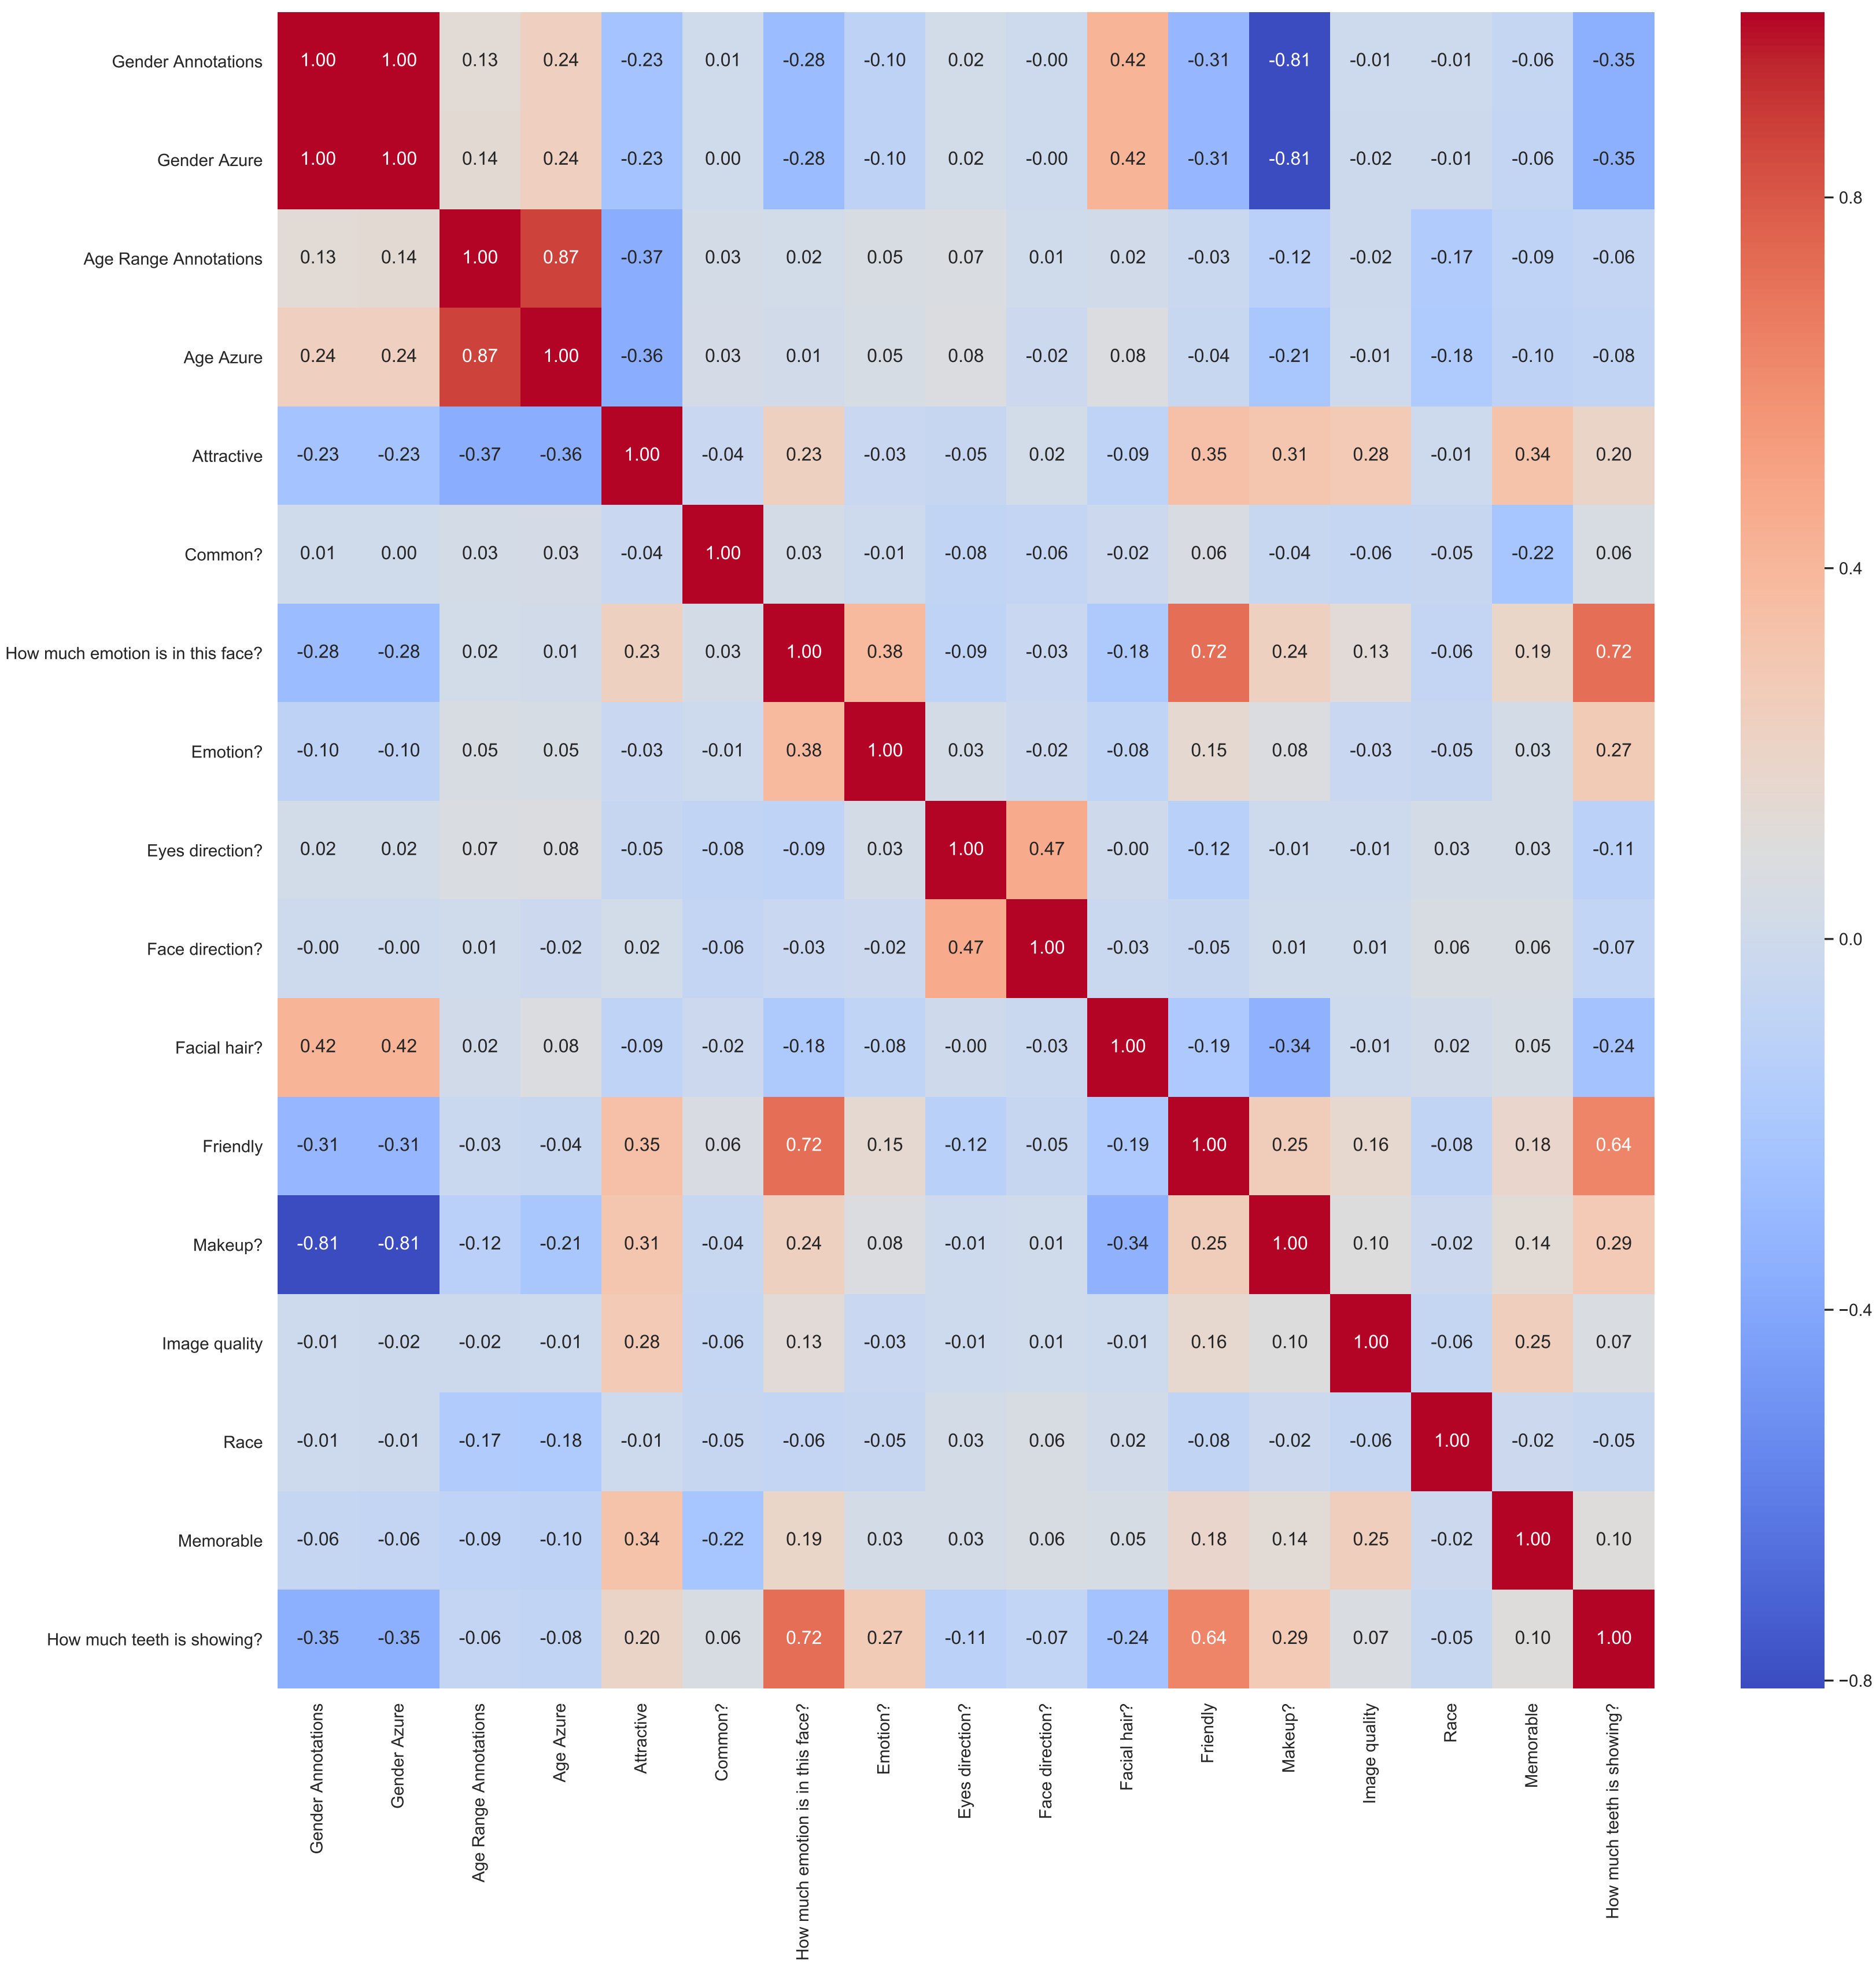 Gender Annotations 1.00 1.00 0.13 0.24 -0.23 0.01 -0.28 -0.10 0.02 -0.00 0.42 -0.31 -0.81 -0.01 -0.01 -0.06 -0.35
Gender Azure 1.00 1.00 0.14 0.24 -0.23 0.00 -0.28 -0.10 0.02 -0.00 0.42 -0.31 -0.81 -0.02 -0.01 -0.06 -0.35
Age Range Annotations 0.13 0.14 1.00 0.87 -0.37 0.03 0.02 0.05 0.07 0.01 0.02 -0.03 -0.12 -0.02 -0.17 -0.09 -0.06
Age Azure 0.24 0.24 0.87 1.00 -0.36 0.03 0.01 0.05 0.08 -0.02 0.08 -0.04 -0.21 -0.01 -0.18 -0.10 -0.08
Attractive -0.23 -0.23 -0.37 -0.36 1.00 -0.04 0.23 -0.03 -0.05 0.02 -0.09 0.35 0.31 0.28 -0.01 0.34 0.20
Common? 0.01 0.00 0.03 0.03 -0.04 1.00 0.03 -0.01 -0.08 -0.06 -0.02 0.06 -0.04 -0.06 -0.05 -0.22 0.06
How much emotion is in this face? -0.28 -0.28 0.02 0.01 0.23 0.03 1.00 0.38 -0.09 -0.03 -0.18 0.72 0.24 0.13 -0.06 0.19 0.72
Emotion? -0.10 -0.10 0.05 0.05 -0.03 -0.01 0.38 1.00 0.03 -0.02 -0.08 0.15 0.08 -0.03 -0.05 0.03 0.27
Eyes direction? 0.02 0.02 0.07 0.08 -0.05 -0.08 -0.09 0.03 1.00 0.47 -0.00 -0.12 -0.01 -0.01 0.03 0.03 -0.11
Face direction? -0.00 -0.00 0.01 -0.02 0.02 -0.06 -0.03 -0.02 0.47 1.00 -0.03 -0.05 0.01 0.01 0.06 0.06 -0.07
Facial hair? 0.42 0.42 0.02 0.08 -0.09 -0.02 -0.18 -0.08 -0.00 -0.03 1.00 -0.19 -0.34 -0.01 0.02 0.05 -0.24
Friendly -0.31 -0.31 -0.03 -0.04 0.35 0.06 0.72 0.15 -0.12 -0.05 -0.19 1.00 0.25 0.16 -0.08 0.18 0.64
Makeup? -0.81 -0.81 -0.12 -0.21 0.31 -0.04 0.24 0.08 -0.01 0.01 -0.34 0.25 1.00 0.10 -0.02 0.14 0.29
Image quality -0.01 -0.02 -0.02 -0.01 0.28 -0.06 0.13 -0.03 -0.01 0.01 -0.01 0.16 0.10 1.00 -0.06 0.25 0.07
Race -0.01 -0.01 -0.17 -0.18 -0.01 -0.05 -0.06 -0.05 0.03 0.06 0.02 -0.08 -0.02 -0.06 1.00 -0.02 -0.05
Memorable -0.06 -0.06 -0.09 -0.10 0.34 -0.22 0.19 0.03 0.03 0.06 0.05 0.18 0.14 0.25 -0.02 1.00 0.10
How much teeth is showing? -0.35 -0.35 -0.06 -0.08 0.20 0.06 0.72 0.27 -0.11 -0.07 -0.24 0.64 0.29 0.07 -0.05 0.10 1.00
Gender Annotations
Gender Azure
Age Range Annotations
Age Azure
Attractive
Common?
How much emotion is in this face?
Emotion?
Eyes direction?
Face direction?
Facial hair?
Friendly
Makeup?
Image quality
Race
Memorable
How much teeth is showing?
0.8
0.4
0.0
−0.4
−0.8